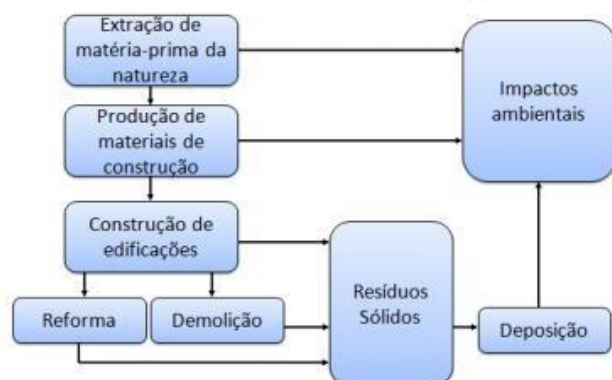 Extração de
matéria-prima da
natureza
Impactos
ambientais
Produção de
materiais de
construção
Construção de
edificações
Resíduos
Sólidos
Reforma
Demolição
Deposição